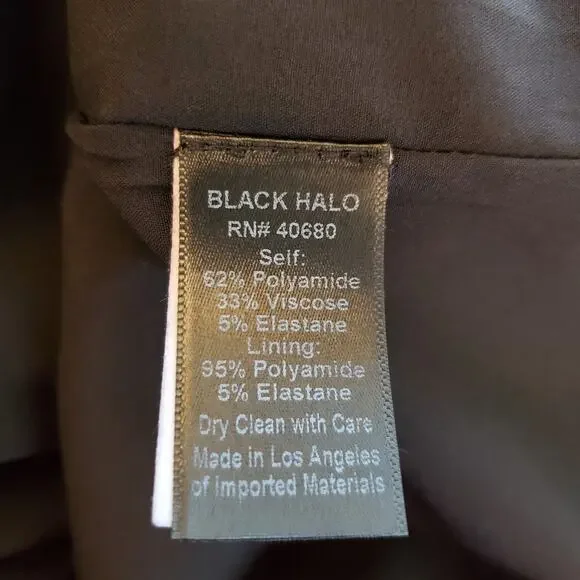 BLACK HALO
RN# 40680
Self:
62% Polyamide
33% Viscose
5% Elastane
Lining:
95% Polyamide
5% Elastane
Dry Clean with Care
Made in Los Angeles
of Imported Materials